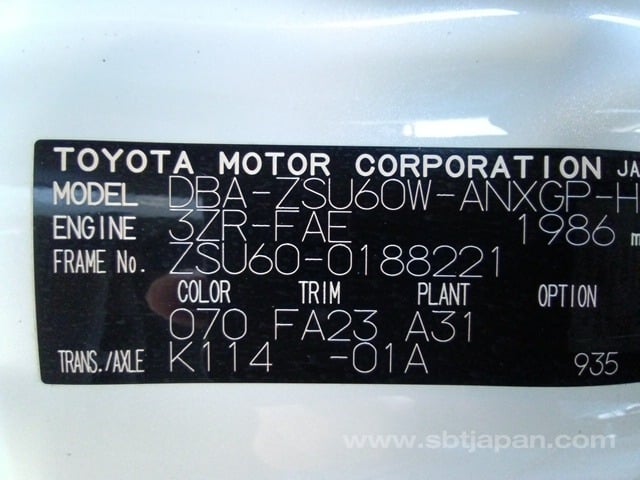 TOYOTA MOTOR CORPORATION JA
MODEL DBA-ZSU60W-ANXGP-H
ENGINE 3ZR-FAE 1986 m
FRAME No. ZSU60-0188221
COLOR TRIM PLANT OPTION
070 FA23 A31
TRANS./AXLE K114 -01A 935
www.sbtjapan.com